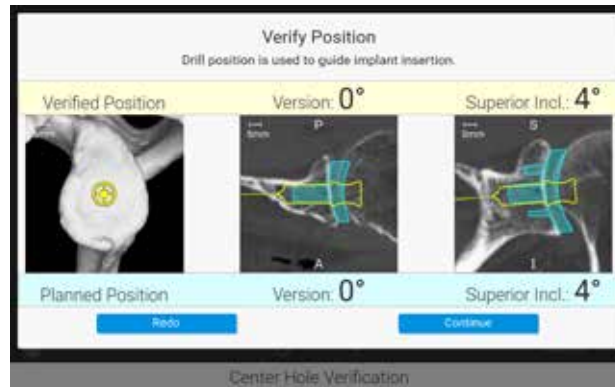 Verify Position
Drill position is used to guide implant insertion.
Verified Position Version: 0° Superior Incl.: 4°
P S
5mm
A I
Planned Position Version: 0° Superior Incl.: 4°
Redo Continue
Center Hole Verification